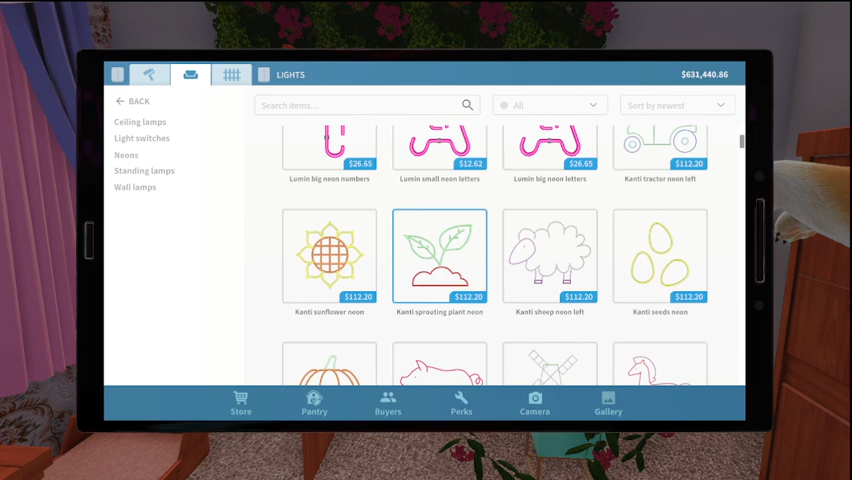 LIGHTS
$631,440.86
BACK
Search items...
All
Sort by newest
Ceiling lamps
Light switches
Neons
Standing lamps
Wall lamps
$26.65
$12.62
$26.65
$112.20
Lumin big neon numbers
Lumin small neon letters
Lumin big neon letters
Kanti tractor neon left
$112.20
$112.20
$112.20
$112.20
Kanti sunflower neon
Kanti sprouting plant neon
Kanti sheep neon left
Kanti seeds neon
Store
Pantry
Buyers
Perks
Camera
Gallery